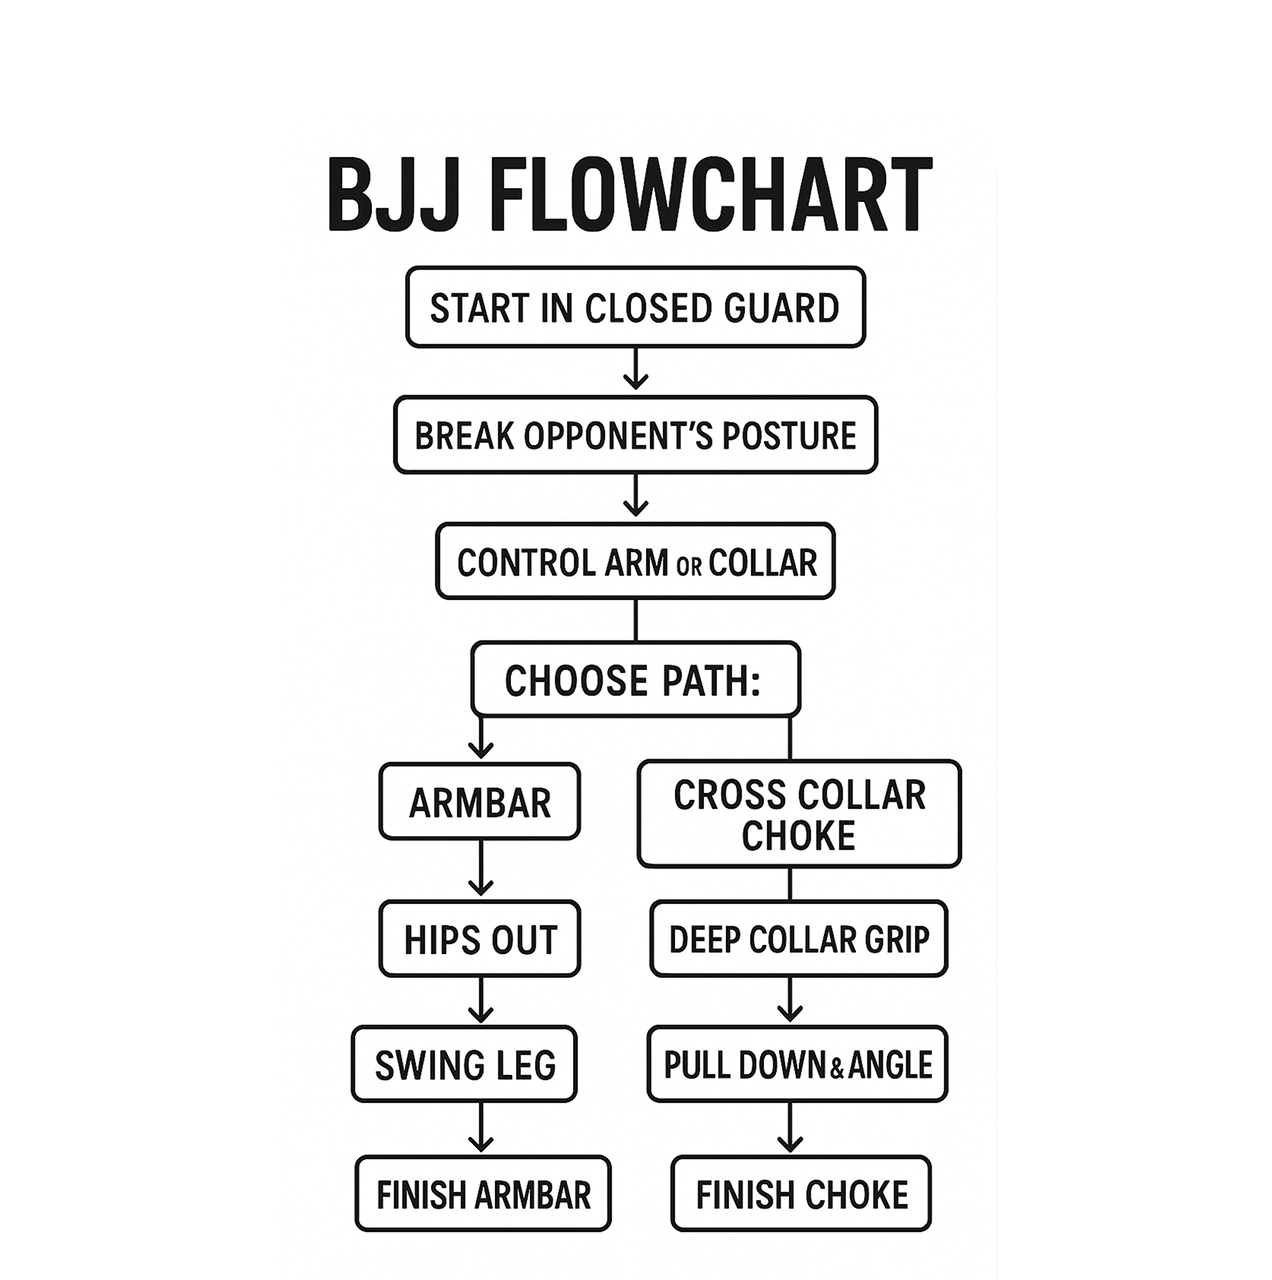 BJJ FLOWCHART
START IN CLOSED GUARD
BREAK OPPONENT’S POSTURE
CONTROL ARM OR COLLAR
CHOOSE PATH:
ARMBAR
HIPS OUT
SWING LEG
FINISH ARMBAR
CROSS COLLAR
CHOKE
DEEP COLLAR GRIP
PULL DOWN & ANGLE
FINISH CHOKE